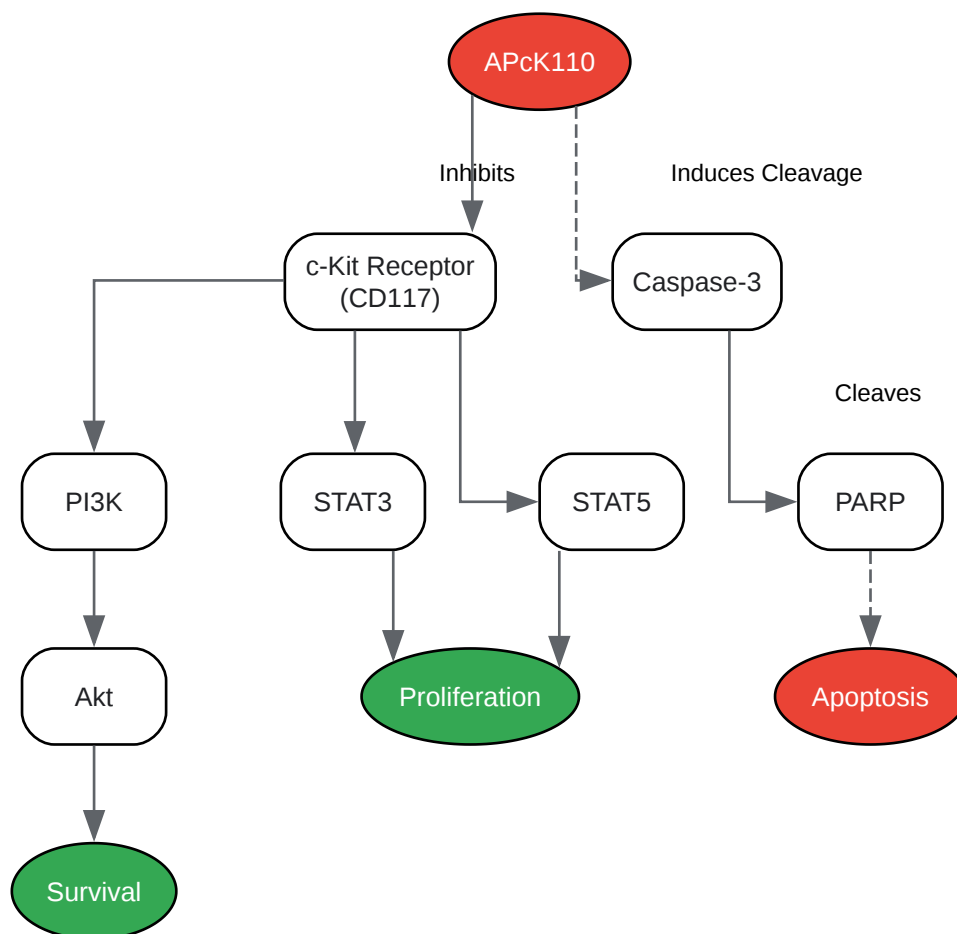 APcK110
Inhibits
Induces Cleavage
c-Kit Receptor
(CD117)
Caspase-3
Cleaves
PI3K
STAT3
STAT5
PARP
Akt
Proliferation
Apoptosis
Survival